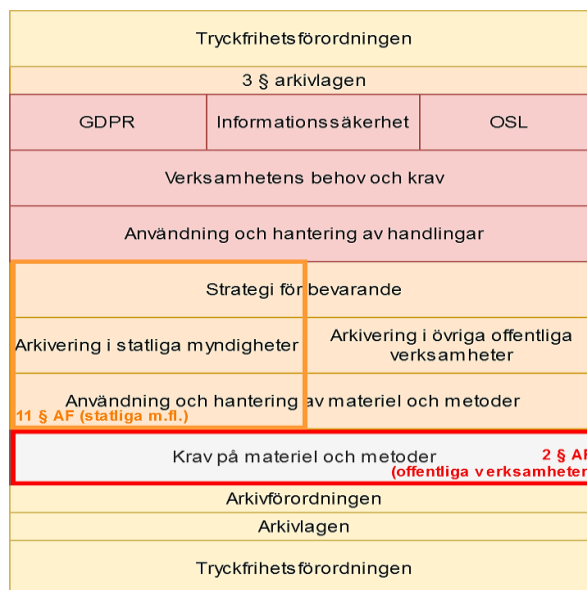 Tryckfrihetsförordningen
3 § arkivlagen
GDPR
Informationssäkerhet
OSL
Verksamhetens behov och krav
Användning och hantering av handlingar
Strategi för bevarande
Arkivering i statliga myndigheter
Arkivering i övriga offentliga
verksamheter
Användning och hantering av materiel och metoder
11 § AF (statliga m.fl.)
Krav på materiel och metoder
2 § AF
(offentliga verksamheter
Arkivförordningen
Arkivlagen
Tryckfrihetsförordningen